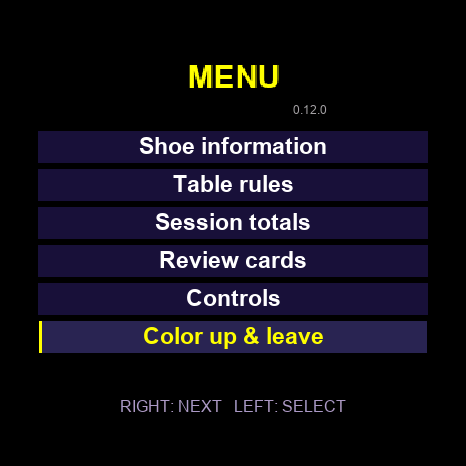 MENU
0.12.0
Shoe information
Table rules
Session totals
Review cards
Controls
Color up & leave
RIGHT: NEXT LEFT: SELECT